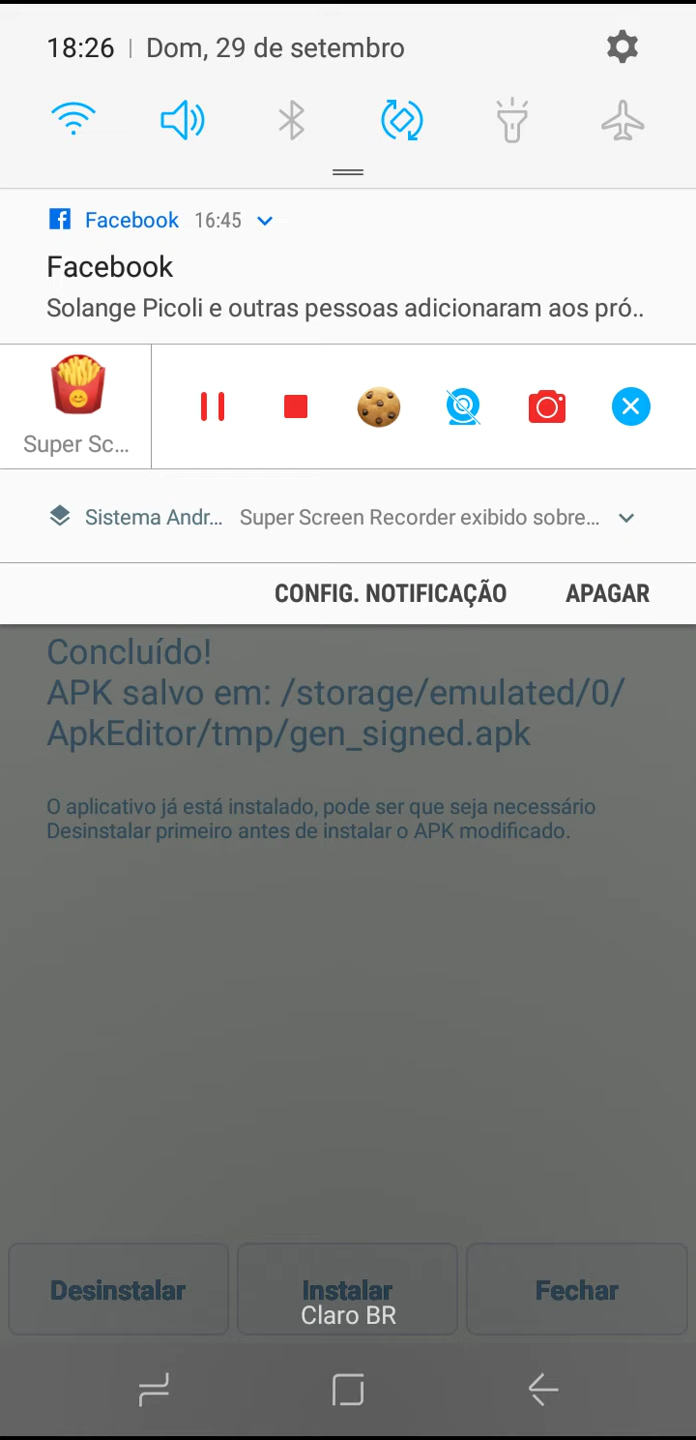 18:26 | Dom, 29 de setembro
Facebook 16:45
Facebook
Solange Picoli e outras pessoas adicionaram aos pró..
Super Sc...
Sistema Andr... Super Screen Recorder exibido sobre...
CONFIG. NOTIFICAÇÃO APAGAR
Concluído!
APK salvo em: /storage/emulated/0/
ApkEditor/tmp/gen_signed.apk
O aplicativo já está instalado, pode ser que seja necessário
Desinstalar primeiro antes de instalar o APK modificado.
Desinstalar Instalar Fechar
Claro BR